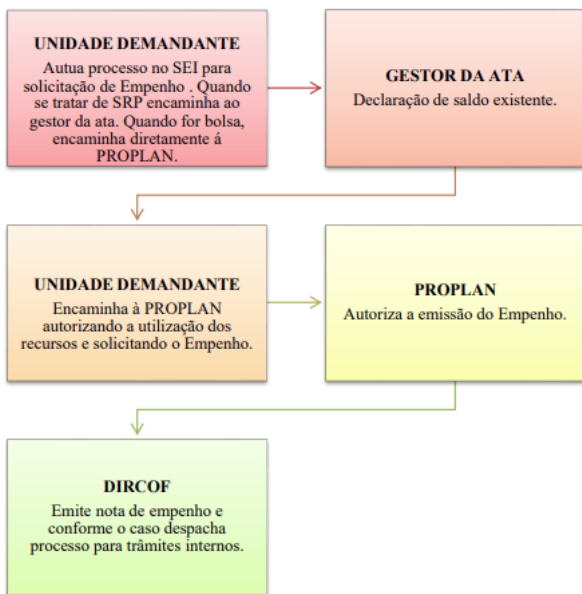 UNIDADE DEMANDANTE
Autua processo no SEI para
solicitação de Empenho . Quando
se tratar de SRP encaminha ao
gestor da ata. Quando for bolsa,
encaminha diretamente á
PROPLAN.
GESTOR DA ATA
Declaração de saldo existente.
UNIDADE DEMANDANTE
Encaminha à PROPLAN
autorizando a utilização dos
recursos e solicitando o Empenho.
PROPLAN
Autoriza a emissão do Empenho.
DIRCOF
Emite nota de empenho e
conforme o caso despacha
processo para trâmites internos.